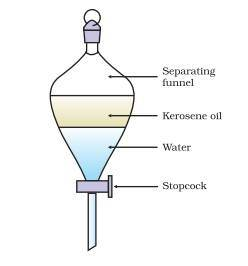 Separating
funnel
Kerosene oil
Water
Stopcock